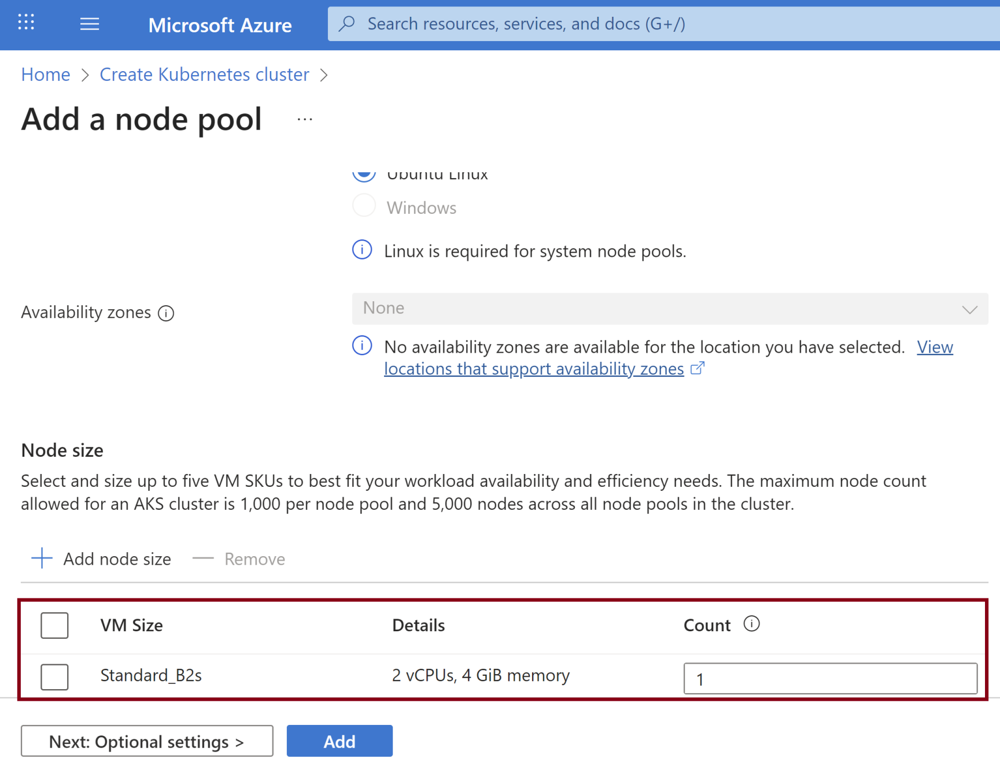 Microsoft Azure
Search resources, services, and docs (G+/)
Home > Create Kubernetes cluster >
Add a node pool ...
Ubuntu Linux
Windows
Linux is required for system node pools.
Availability zones
None
No availability zones are available for the location you have selected. View
locations that support availability zones
Node size
Select and size up to five VM SKUs to best fit your workload availability and efficiency needs. The maximum node count
allowed for an AKS cluster is 1,000 per node pool and 5,000 nodes across all node pools in the cluster.
Add node size Remove
VM Size Details Count
Standard_B2s 2 vCPUs, 4 GiB memory 1
Next: Optional settings > Add